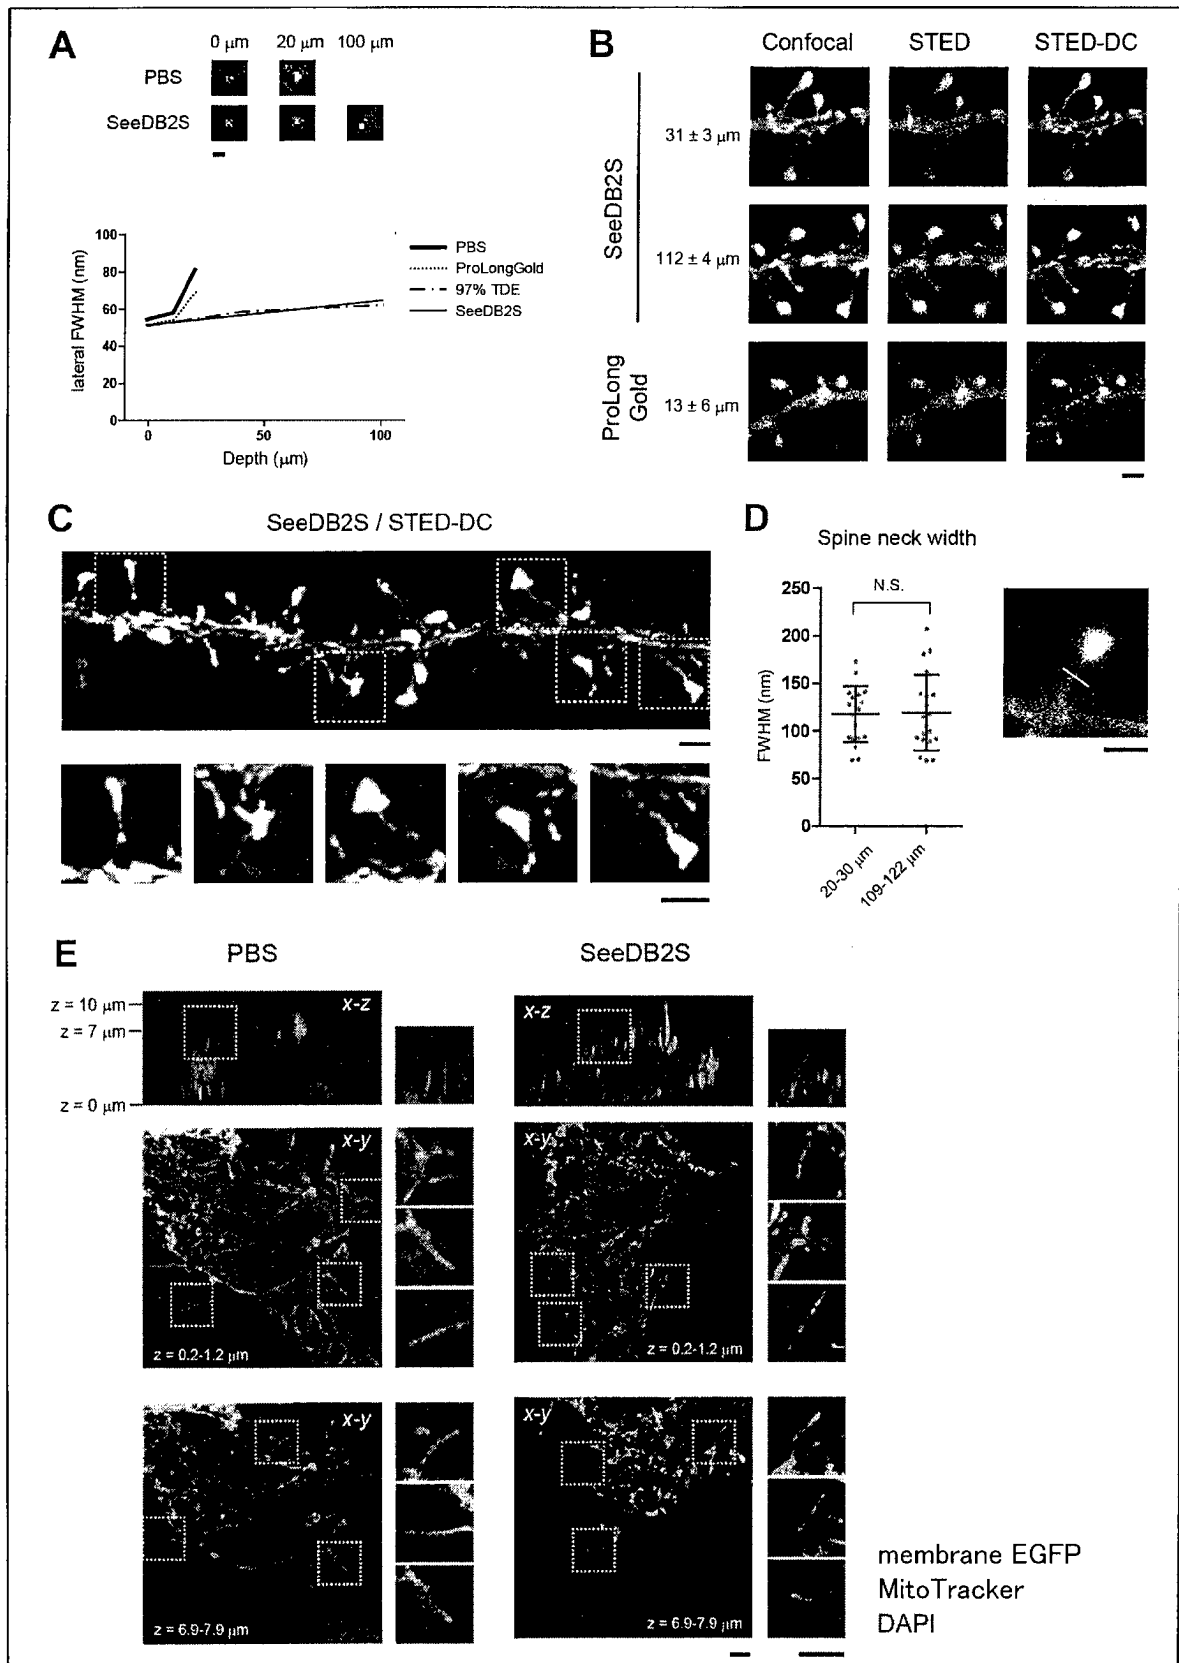 A
0 µm 20 µm 100 µm
PBS
SeeDB2S
100
80
60
40
20
0
lateral FWHM (nm)
0 50 100
Depth (µm)
PBS
ProLongGold
97% TDE
SeeDB2S
B
Confocal STED STED-DC
SeeDB2S
31 ± 3 µm
112 ± 4 µm
ProLong
Gold
13 ± 6 µm
C
SeeDB2S / STED-DC
D
Spine neck width
N.S.
250
200
150
100
50
0
FWHM (nm)
20-30 µm
109-122 µm
E
PBS
SeeDB2S
z = 10 µm
z = 7 µm
z = 0 µm
x-z
x-z
x-y
x-y
z = 0.2-1.2 µm
z = 0.2-1.2 µm
x-y
x-y
z = 6.9-7.9 µm
z = 6.9-7.9 µm
membrane EGFP
MitoTracker
DAPI